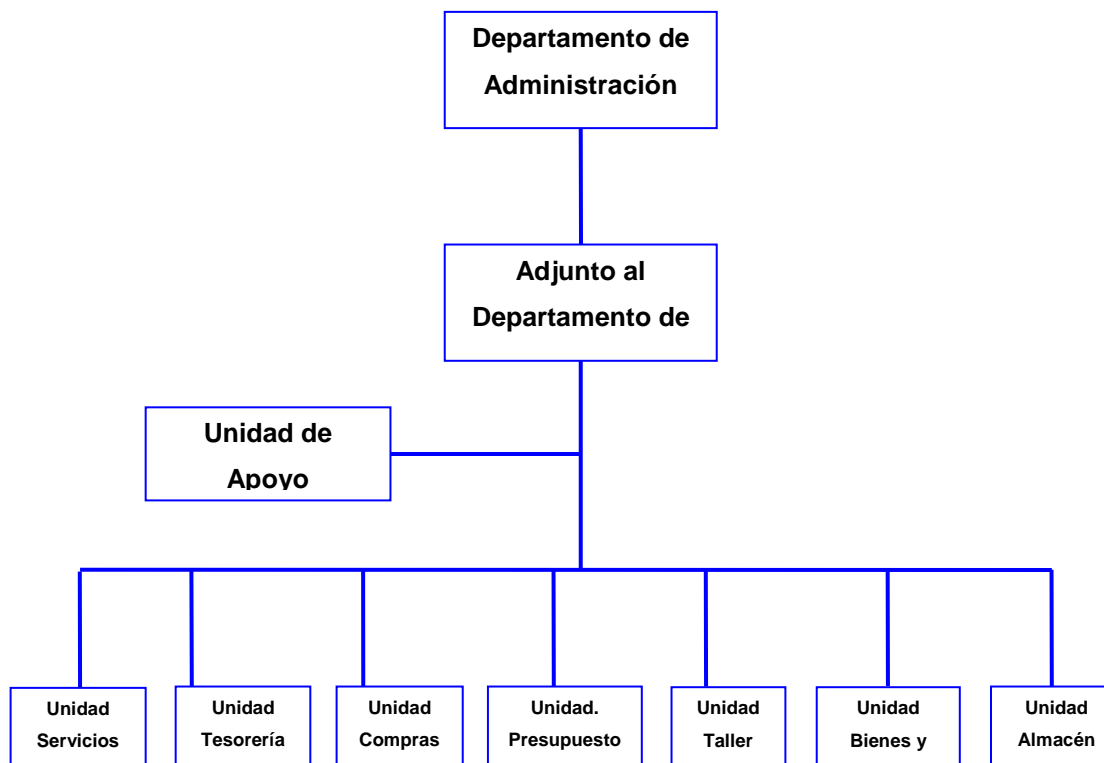 Departamento de
Administración
Adjunto al
Departamento de
Unidad de
Apoyo
Unidad
Servicios
Unidad
Tesorería
Unidad
Compras
Unidad.
Presupuesto
Unidad
Taller
Unidad
Bienes y
Unidad
Almacén